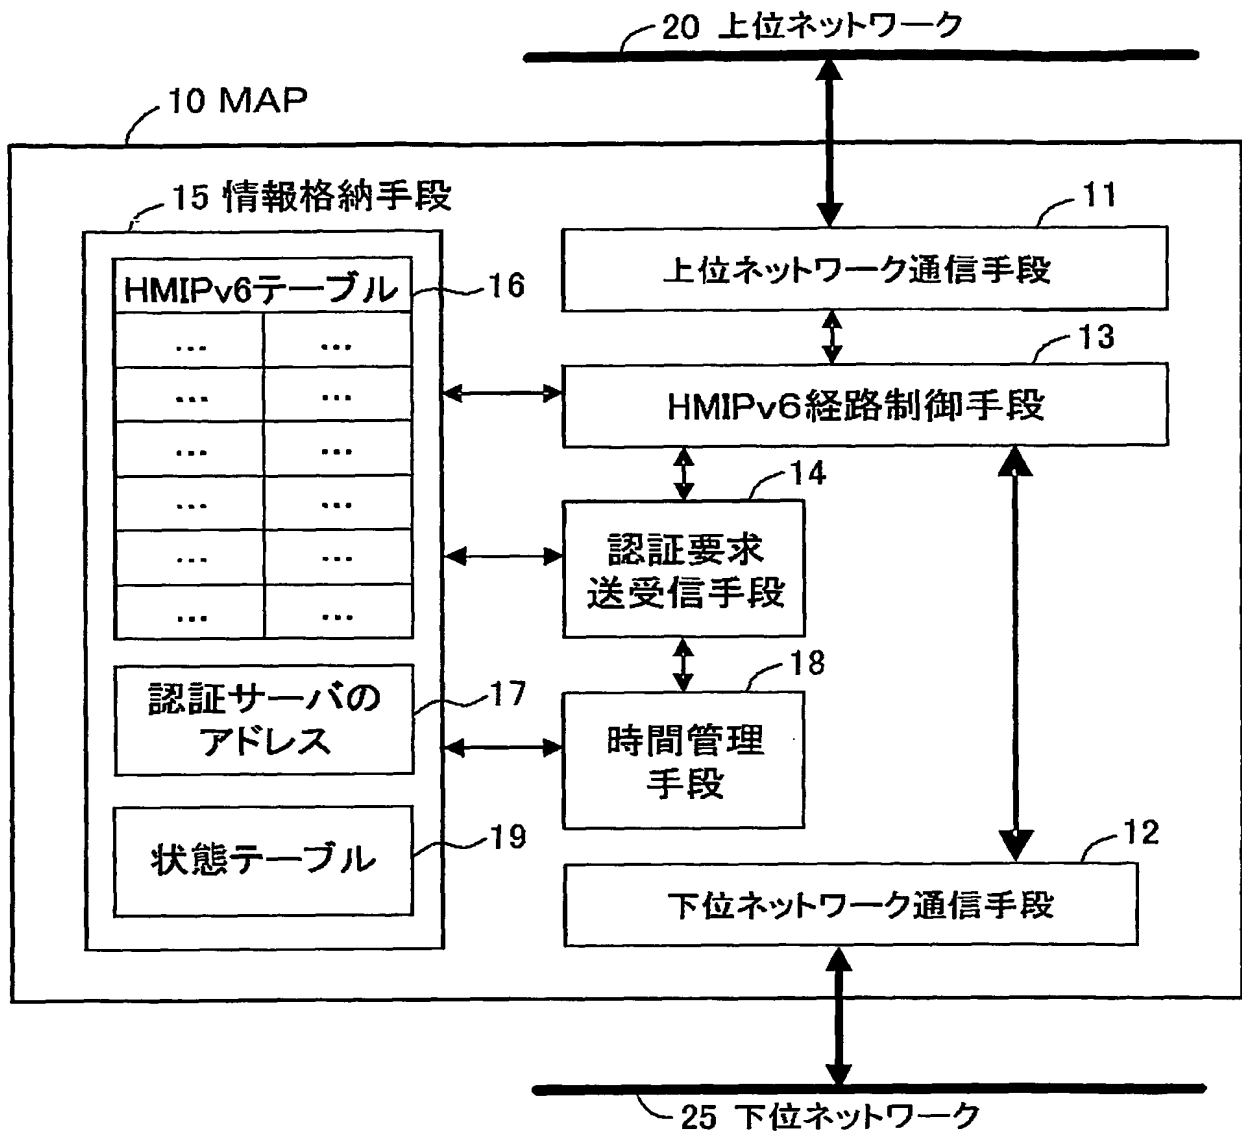 20 上位ネットワーク
10 MAP
15 情報格納手段
11
上位ネットワーク通信手段
HMIPv6テーブル
16
... ...
... ...
... ...
... ...
... ...
... ...
13
HMIPv6経路制御手段
14
認証要求
送受信手段
認証サーバの
アドレス
17
18
時間管理
手段
状態テーブル
19
12
下位ネットワーク通信手段
25 下位ネットワーク